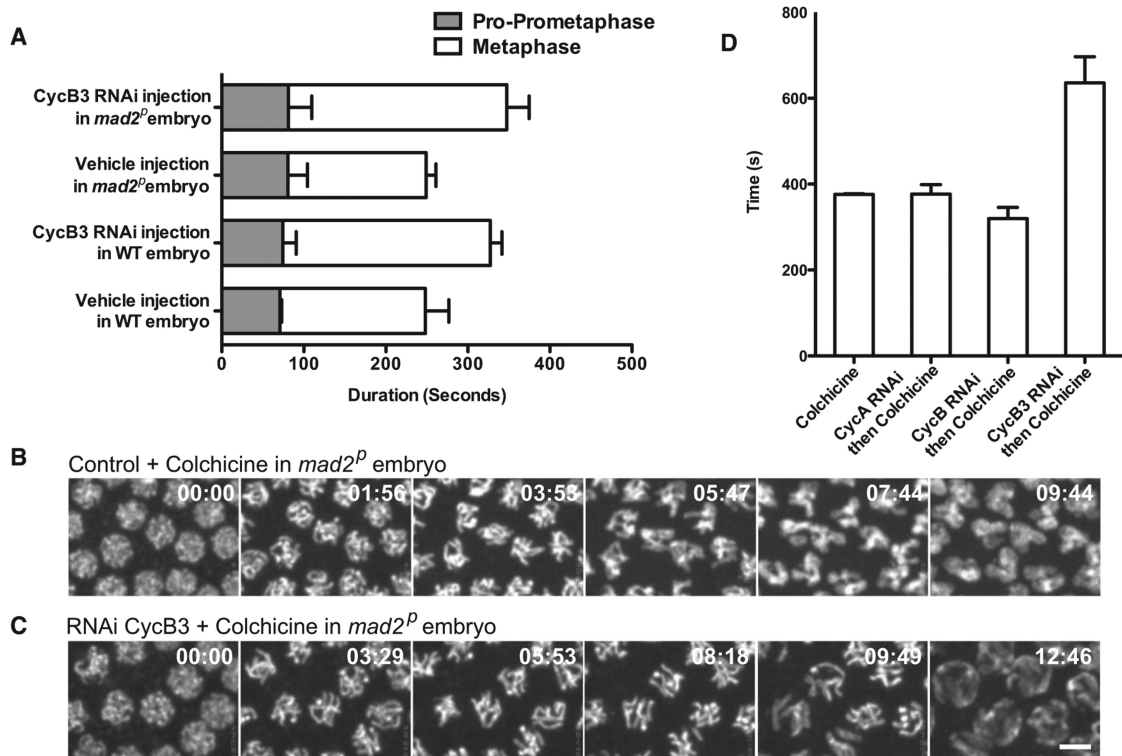 A
Pro-Prometaphase
Metaphase
CycB3 RNAi injection
in mad2ᵖ embryo
Vehicle injection
in mad2ᵖ embryo
CycB3 RNAi injection
in WT embryo
Vehicle injection
in WT embryo
0 100 200 300 400 500
Duration (Seconds)
D
800
600
400
200
0
Time (s)
Colchicine
CycA RNAi
then Colchicine
CycB RNAi
then Colchicine
CycB3 RNAi
then Colchicine
B
Control + Colchicine in mad2ᵖ embryo
00:00 01:56 03:53 05:47 07:44 09:44
C
RNAi CycB3 + Colchicine in mad2ᵖ embryo
00:00 03:29 05:53 08:18 09:49 12:46